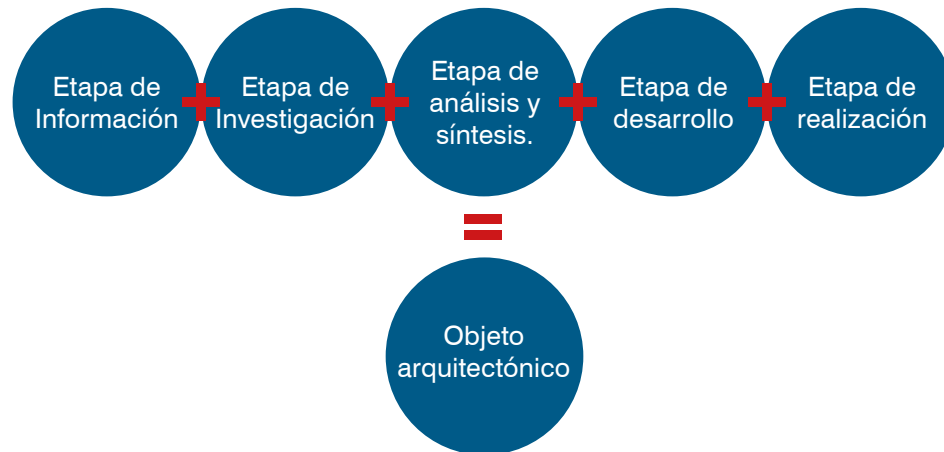 Etapa de
Información
+
Etapa de
Investigación
+
Etapa de
análisis y
síntesis.
+
Etapa de
desarrollo
+
Etapa de
realización
=
Objeto
arquitectónico